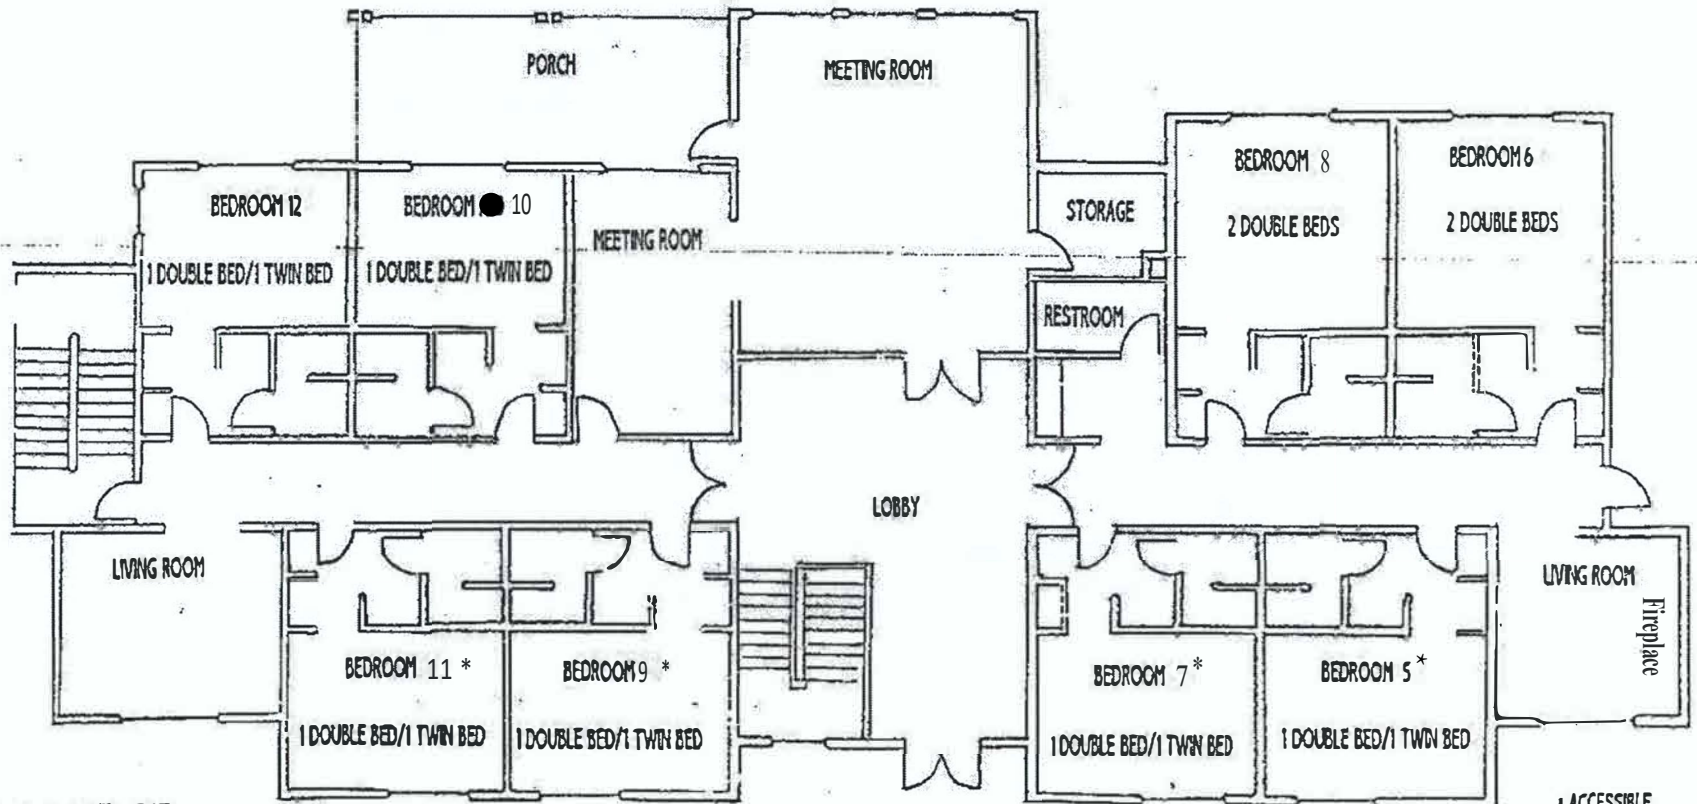 PORCH
MEETING ROOM
BEDROOM 12
1 DOUBLE BED/1 TWIN BED
BEDROOM 10
1 DOUBLE BED/1 TWIN BED
MEETING ROOM
STORAGE
RESTROOM
BEDROOM 8
2 DOUBLE BEDS
BEDROOM 6
2 DOUBLE BEDS
LOBBY
LIVING ROOM
BEDROOM 11 *
1 DOUBLE BED/1 TWIN BED
BEDROOM 9 *
1 DOUBLE BED/1 TWIN BED
BEDROOM 7 *
1 DOUBLE BED/1 TWIN BED
BEDROOM 5 *
1 DOUBLE BED/1 TWIN BED
LIVING ROOM
Fireplace
ACCESSIBLE